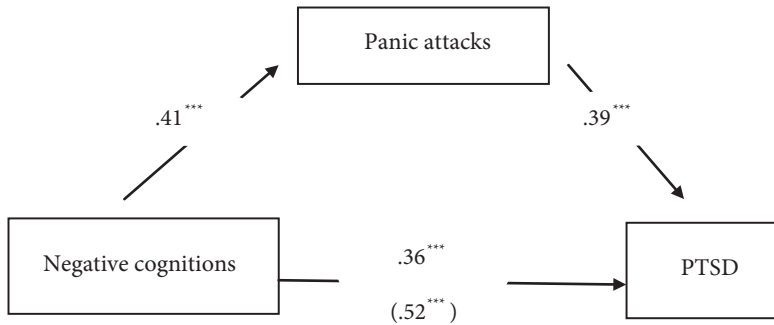 Panic attacks
.41***
.39***
Negative cognitions
.36***
PTSD
(.52***)